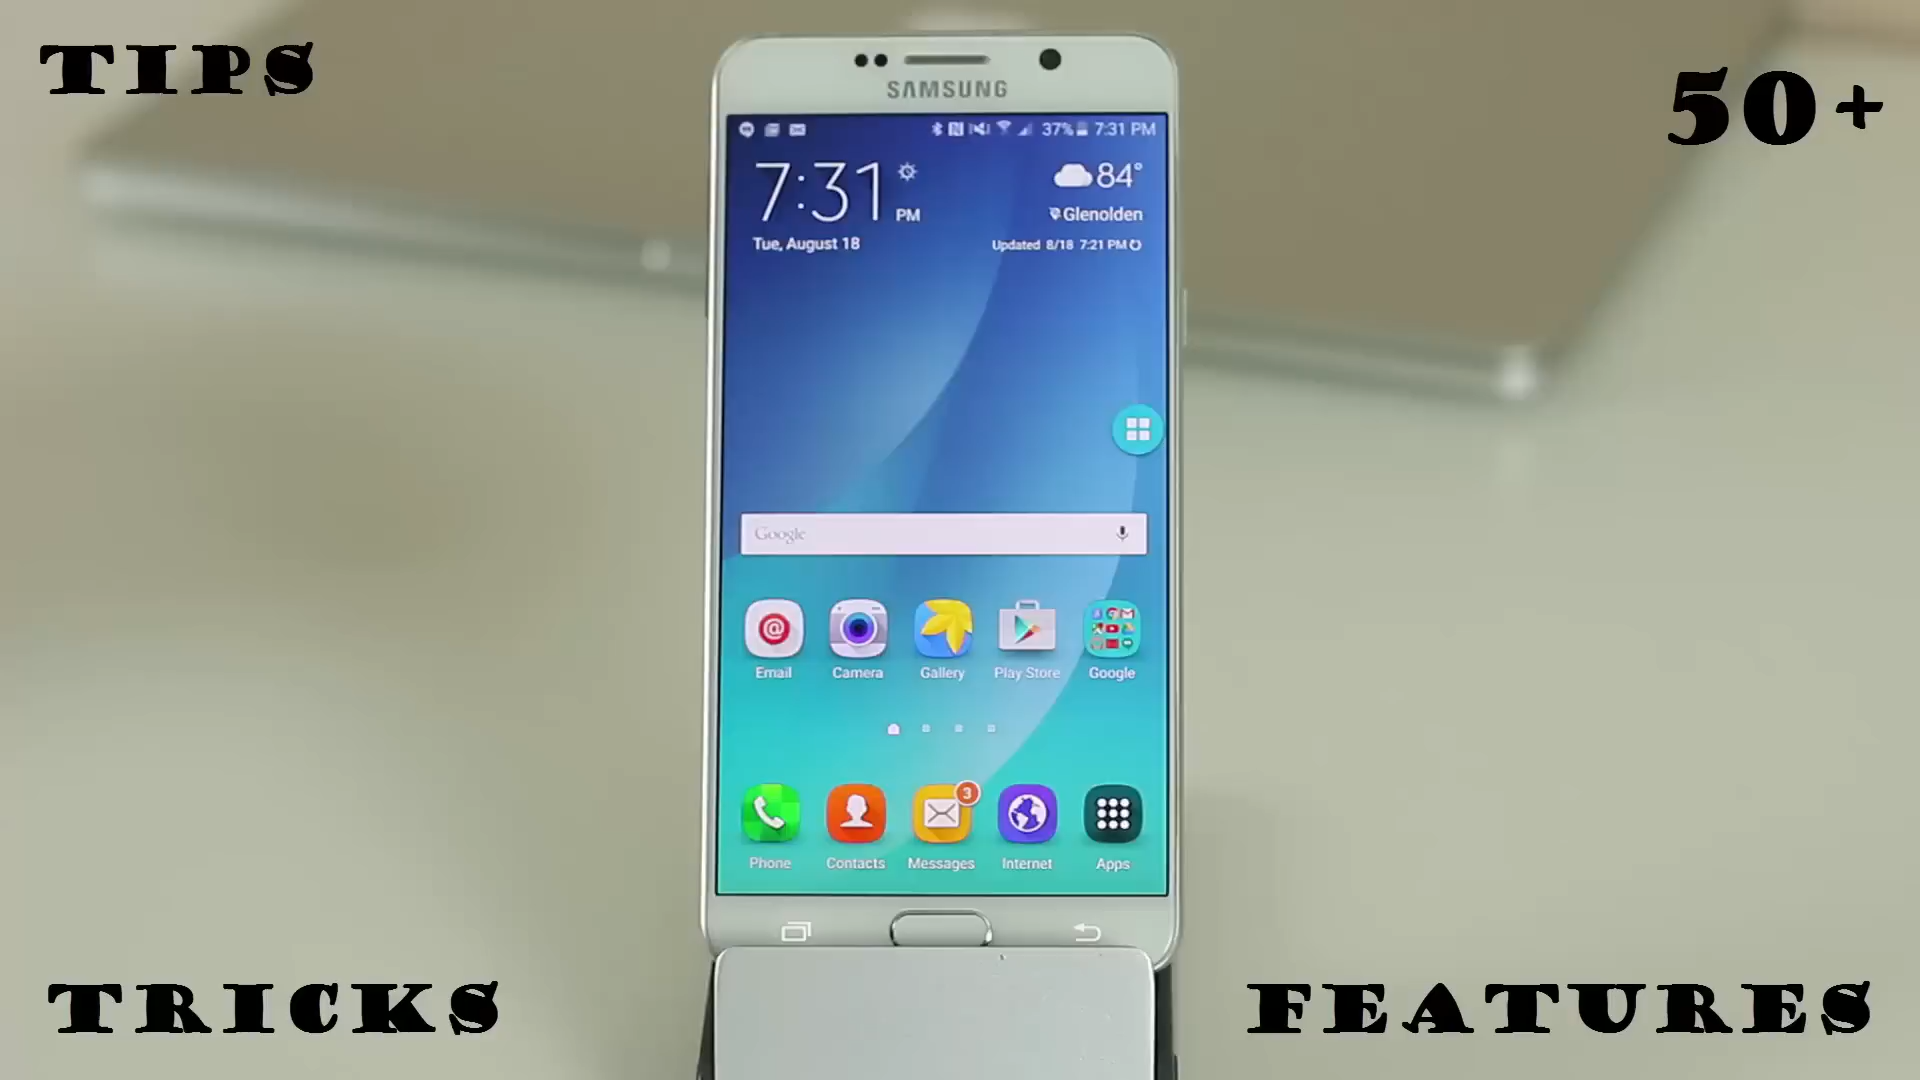 TIPS
50+
SAMSUNG
37% 7:31 PM
7:31 PM
84°
Glenolden
Tue, August 18
Updated 8/18 7:21 PM
Google
Email
Camera
Gallery
Play Store
Google
3
Phone
Contacts
Messages
Internet
Apps
TRICKS
FEATURES